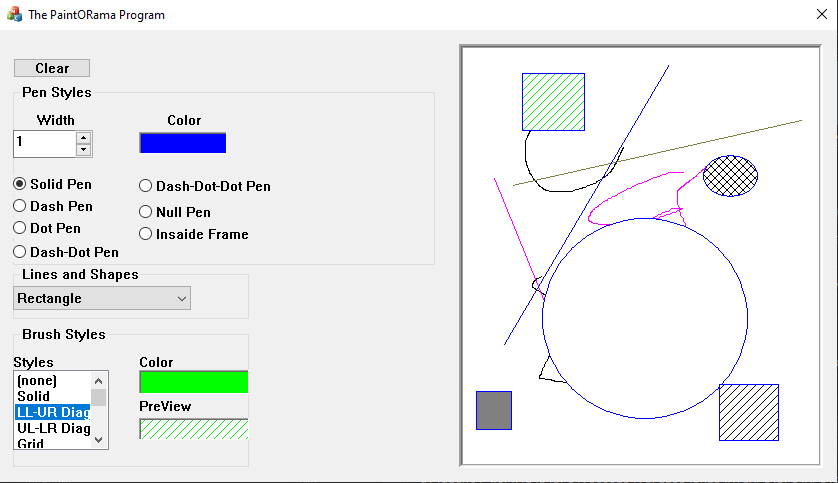 The PaintORama Program
Clear
Pen Styles
Width
Color
1
Solid Pen
Dash-Dot-Dot Pen
Dash Pen
Null Pen
Dot Pen
Insaide Frame
Dash-Dot Pen
Lines and Shapes
Rectangle
Brush Styles
Styles
Color
(none)
Solid
PreView
LL-UR Diag
UL-LR Diag
Grid